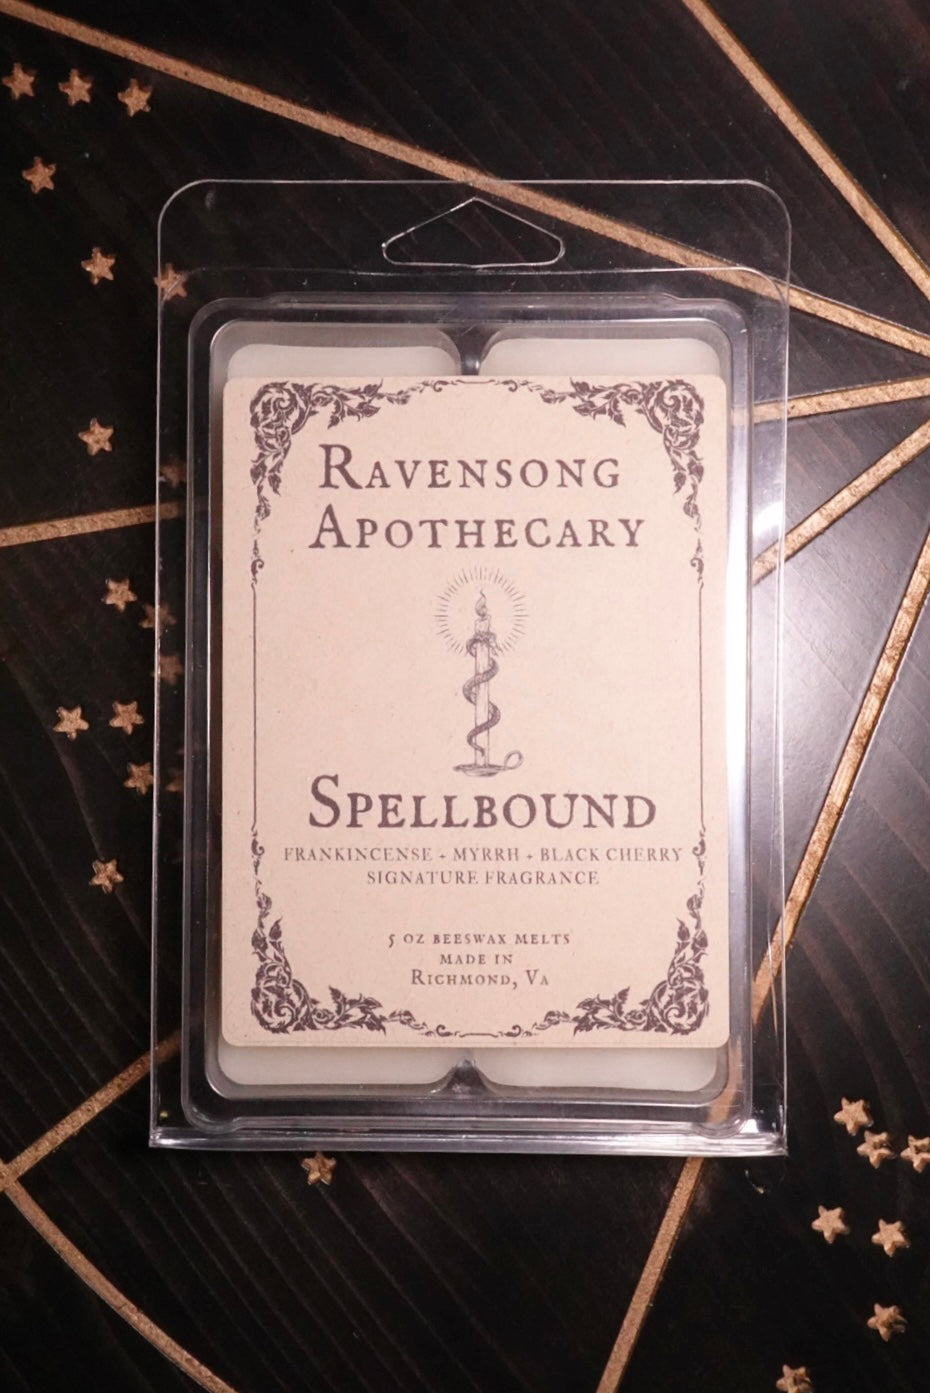 Ravensong
Apothecary
Spellbound
Frankincense + Myrrh + Black Cherry
Signature Fragrance
5 oz beeswax melts
made in
Richmond, Va